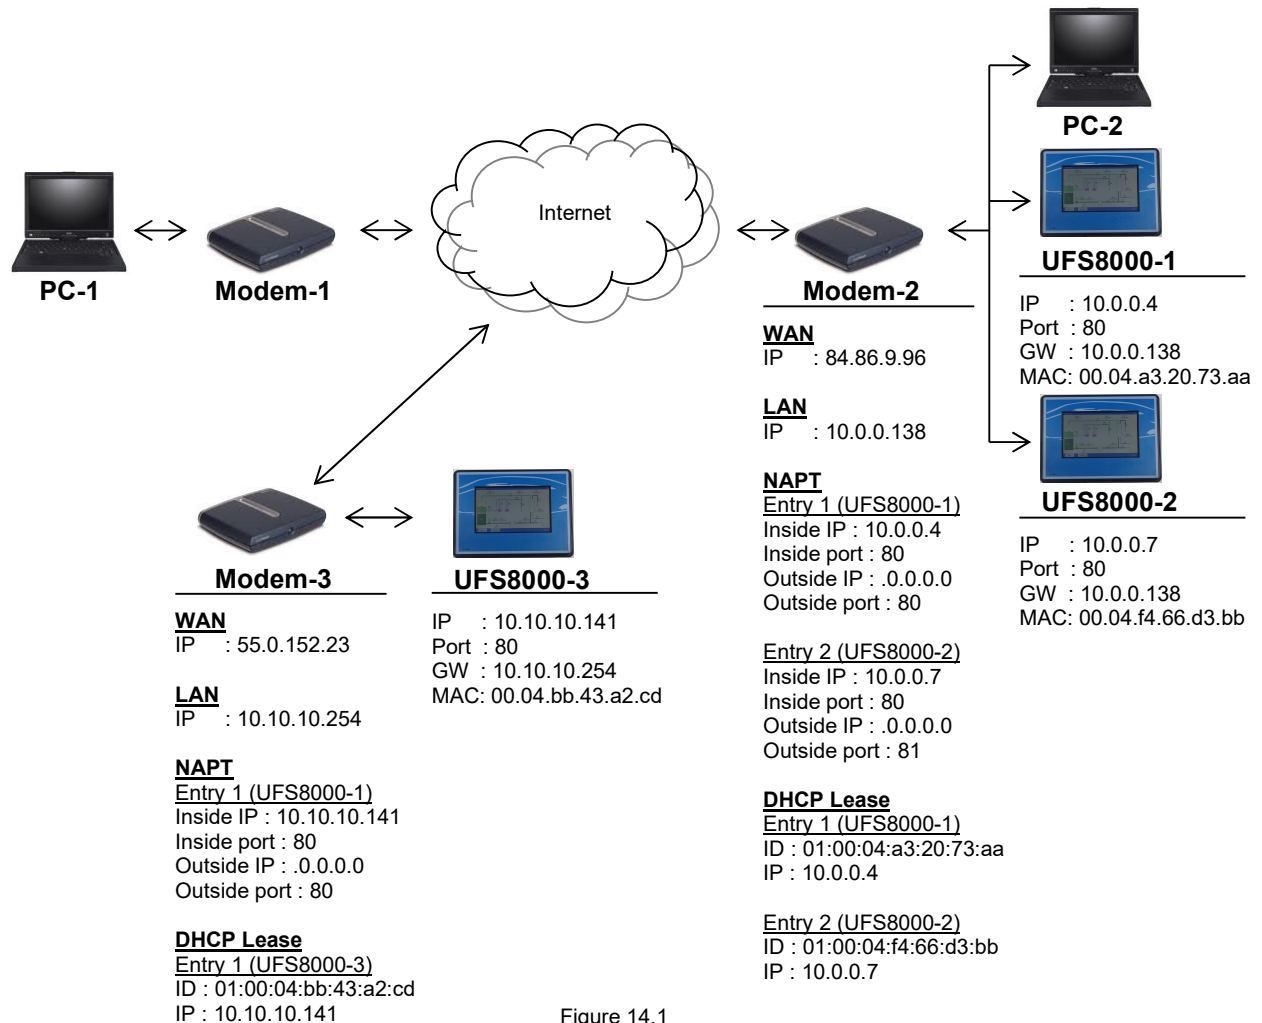 PC-2
Internet
PC-1
Modem-1
Modem-2
WAN
IP : 84.86.9.96
LAN
IP : 10.0.0.138
NAPT
Entry 1 (UFS8000-1)
Inside IP : 10.0.0.4
Inside port : 80
Outside IP : .0.0.0.0
Outside port : 80
Entry 2 (UFS8000-2)
Inside IP : 10.0.0.7
Inside port : 80
Outside IP : .0.0.0.0
Outside port : 81
DHCP Lease
Entry 1 (UFS8000-1)
ID : 01:00:04:a3:20:73:aa
IP : 10.0.0.4
Entry 2 (UFS8000-2)
ID : 01:00:04:f4:66:d3:bb
IP : 10.0.0.7
UFS8000-1
IP : 10.0.0.4
Port : 80
GW : 10.0.0.138
MAC: 00.04.a3.20.73.aa
UFS8000-2
IP : 10.0.0.7
Port : 80
GW : 10.0.0.138
MAC: 00.04.f4.66.d3.bb
Modem-3
WAN
IP : 55.0.152.23
LAN
IP : 10.10.10.254
NAPT
Entry 1 (UFS8000-1)
Inside IP : 10.10.10.141
Inside port : 80
Outside IP : .0.0.0.0
Outside port : 80
DHCP Lease
Entry 1 (UFS8000-3)
ID : 01:00:04:bb:43:a2:cd
IP : 10.10.10.141
UFS8000-3
IP : 10.10.10.141
Port : 80
GW : 10.10.10.254
MAC: 00.04.bb.43.a2.cd
Figure 14.1